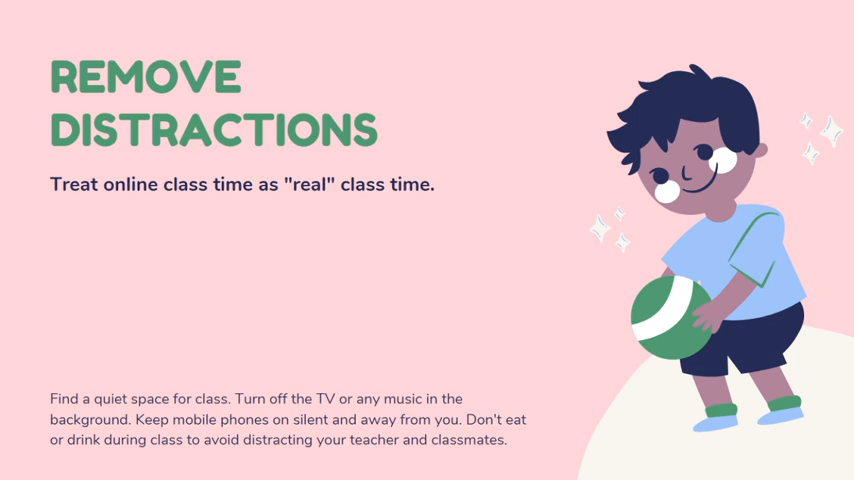 REMOVE
DISTRACTIONS
Treat online class time as "real" class time.
Find a quiet space for class. Turn off the TV or any music in the
background. Keep mobile phones on silent and away from you. Don't eat
or drink during class to avoid distracting your teacher and classmates.